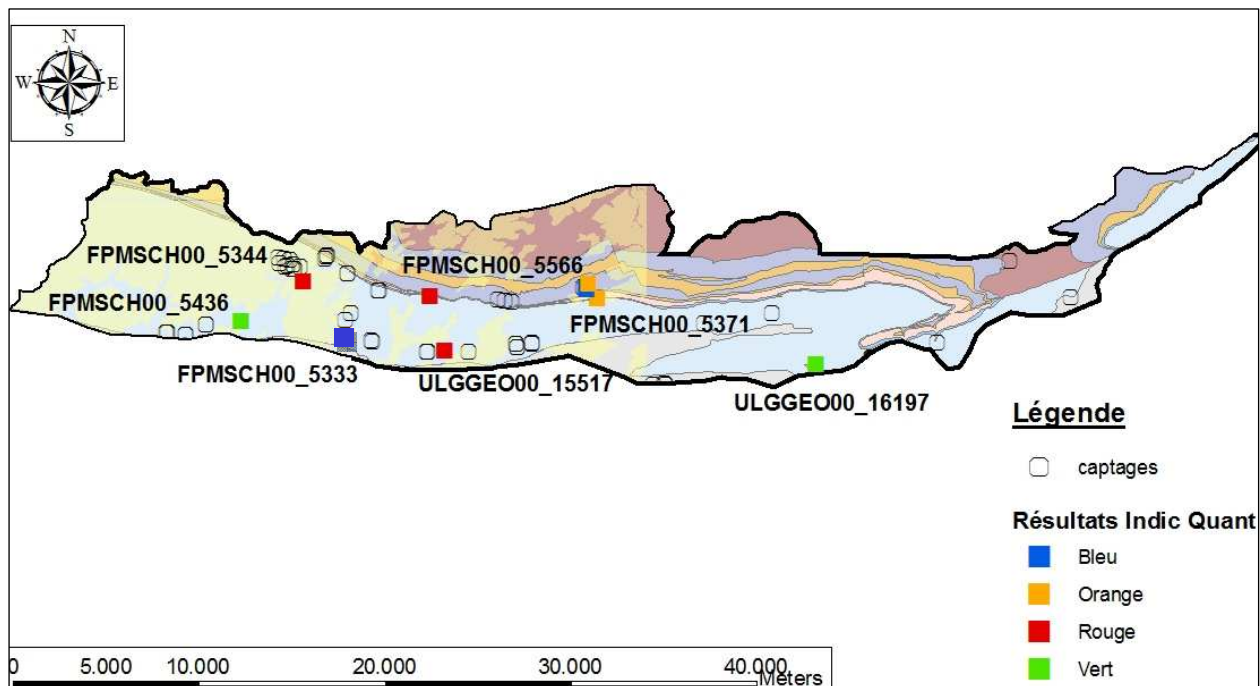 N
W E
S
FPMSCH00_5344
FPMSCH00_5566
FPMSCH00_5436
FPMSCH00_5371
FPMSCH00_5333
ULGGEO00_15517
ULGGEO00_16197
Légende
captages
Résultats Indic Quant
Bleu
Orange
Rouge
Vert
0 5.000 10.000 20.000 30.000 40.000
Meters